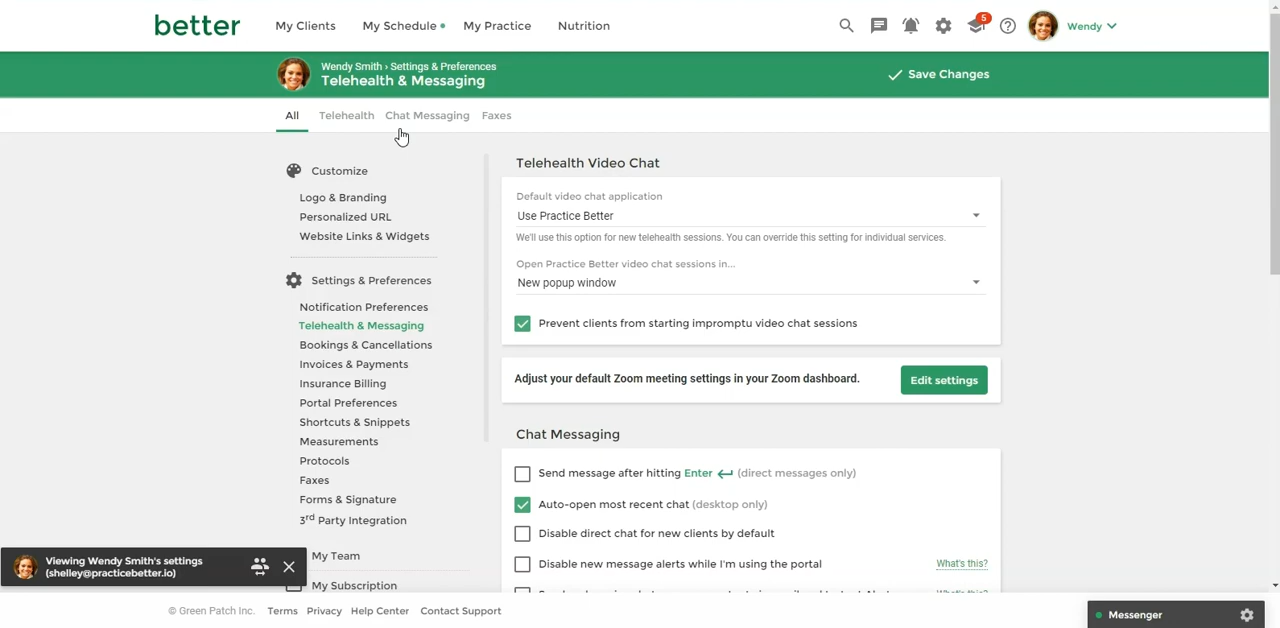 better
My Clients
My Schedule
My Practice
Nutrition
5
Wendy
Wendy Smith › Settings & Preferences
Telehealth & Messaging
Save Changes
All
Telehealth
Chat Messaging
Faxes
Customize
Logo & Branding
Personalized URL
Website Links & Widgets
Settings & Preferences
Notification Preferences
Telehealth & Messaging
Bookings & Cancellations
Invoices & Payments
Insurance Billing
Portal Preferences
Shortcuts & Snippets
Measurements
Protocols
Faxes
Forms & Signature
3rd Party Integration
My Team
My Subscription
Telehealth Video Chat
Default video chat application
Use Practice Better
We'll use this option for new telehealth sessions. You can override this setting for individual services.
Open Practice Better video chat sessions in...
New popup window
Prevent clients from starting impromptu video chat sessions
Adjust your default Zoom meeting settings in your Zoom dashboard.
Edit settings
Chat Messaging
Send message after hitting Enter (direct messages only)
Auto-open most recent chat (desktop only)
Disable direct chat for new clients by default
Disable new message alerts while I'm using the portal
What's this?
Viewing Wendy Smith's settings
(shelley@practicebetter.io)
© Green Patch Inc.
Terms
Privacy
Help Center
Contact Support
Messenger